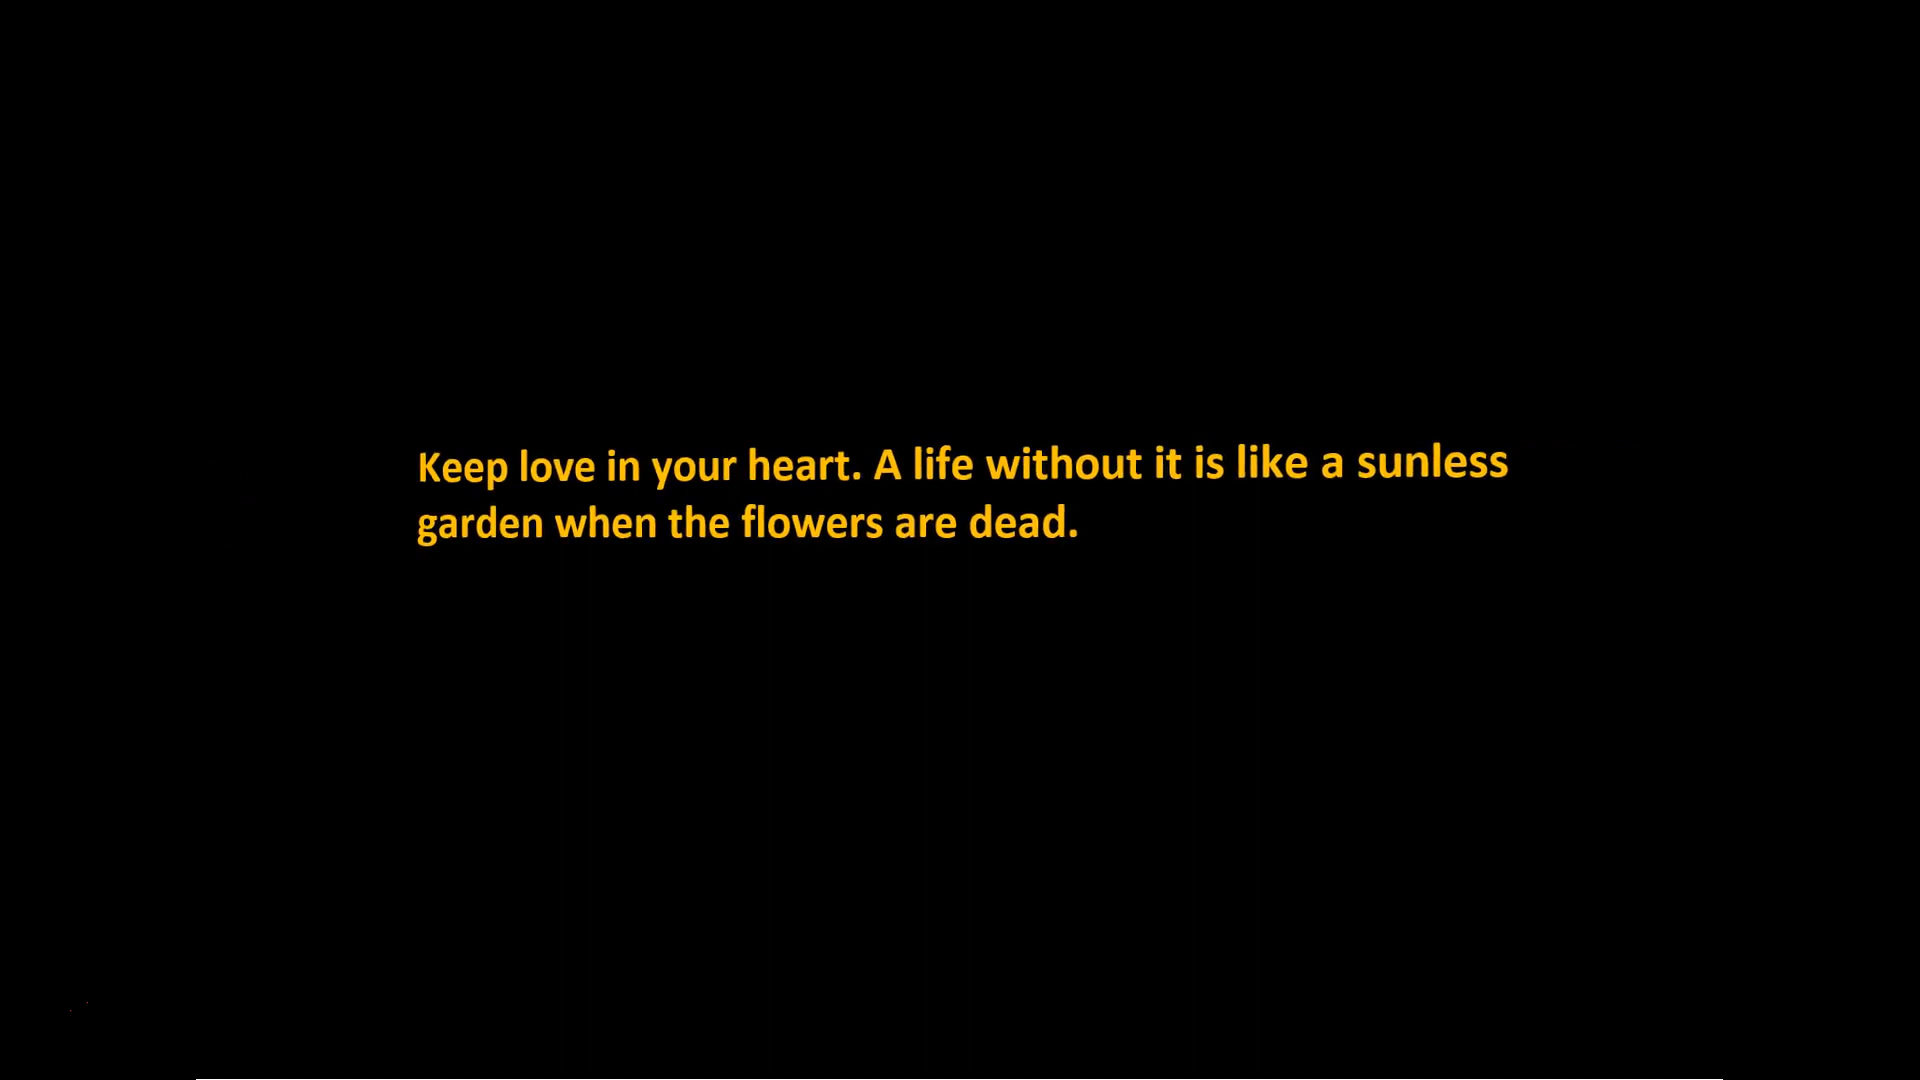 Keep love in your heart. A life without it is like a sunless
garden when the flowers are dead.